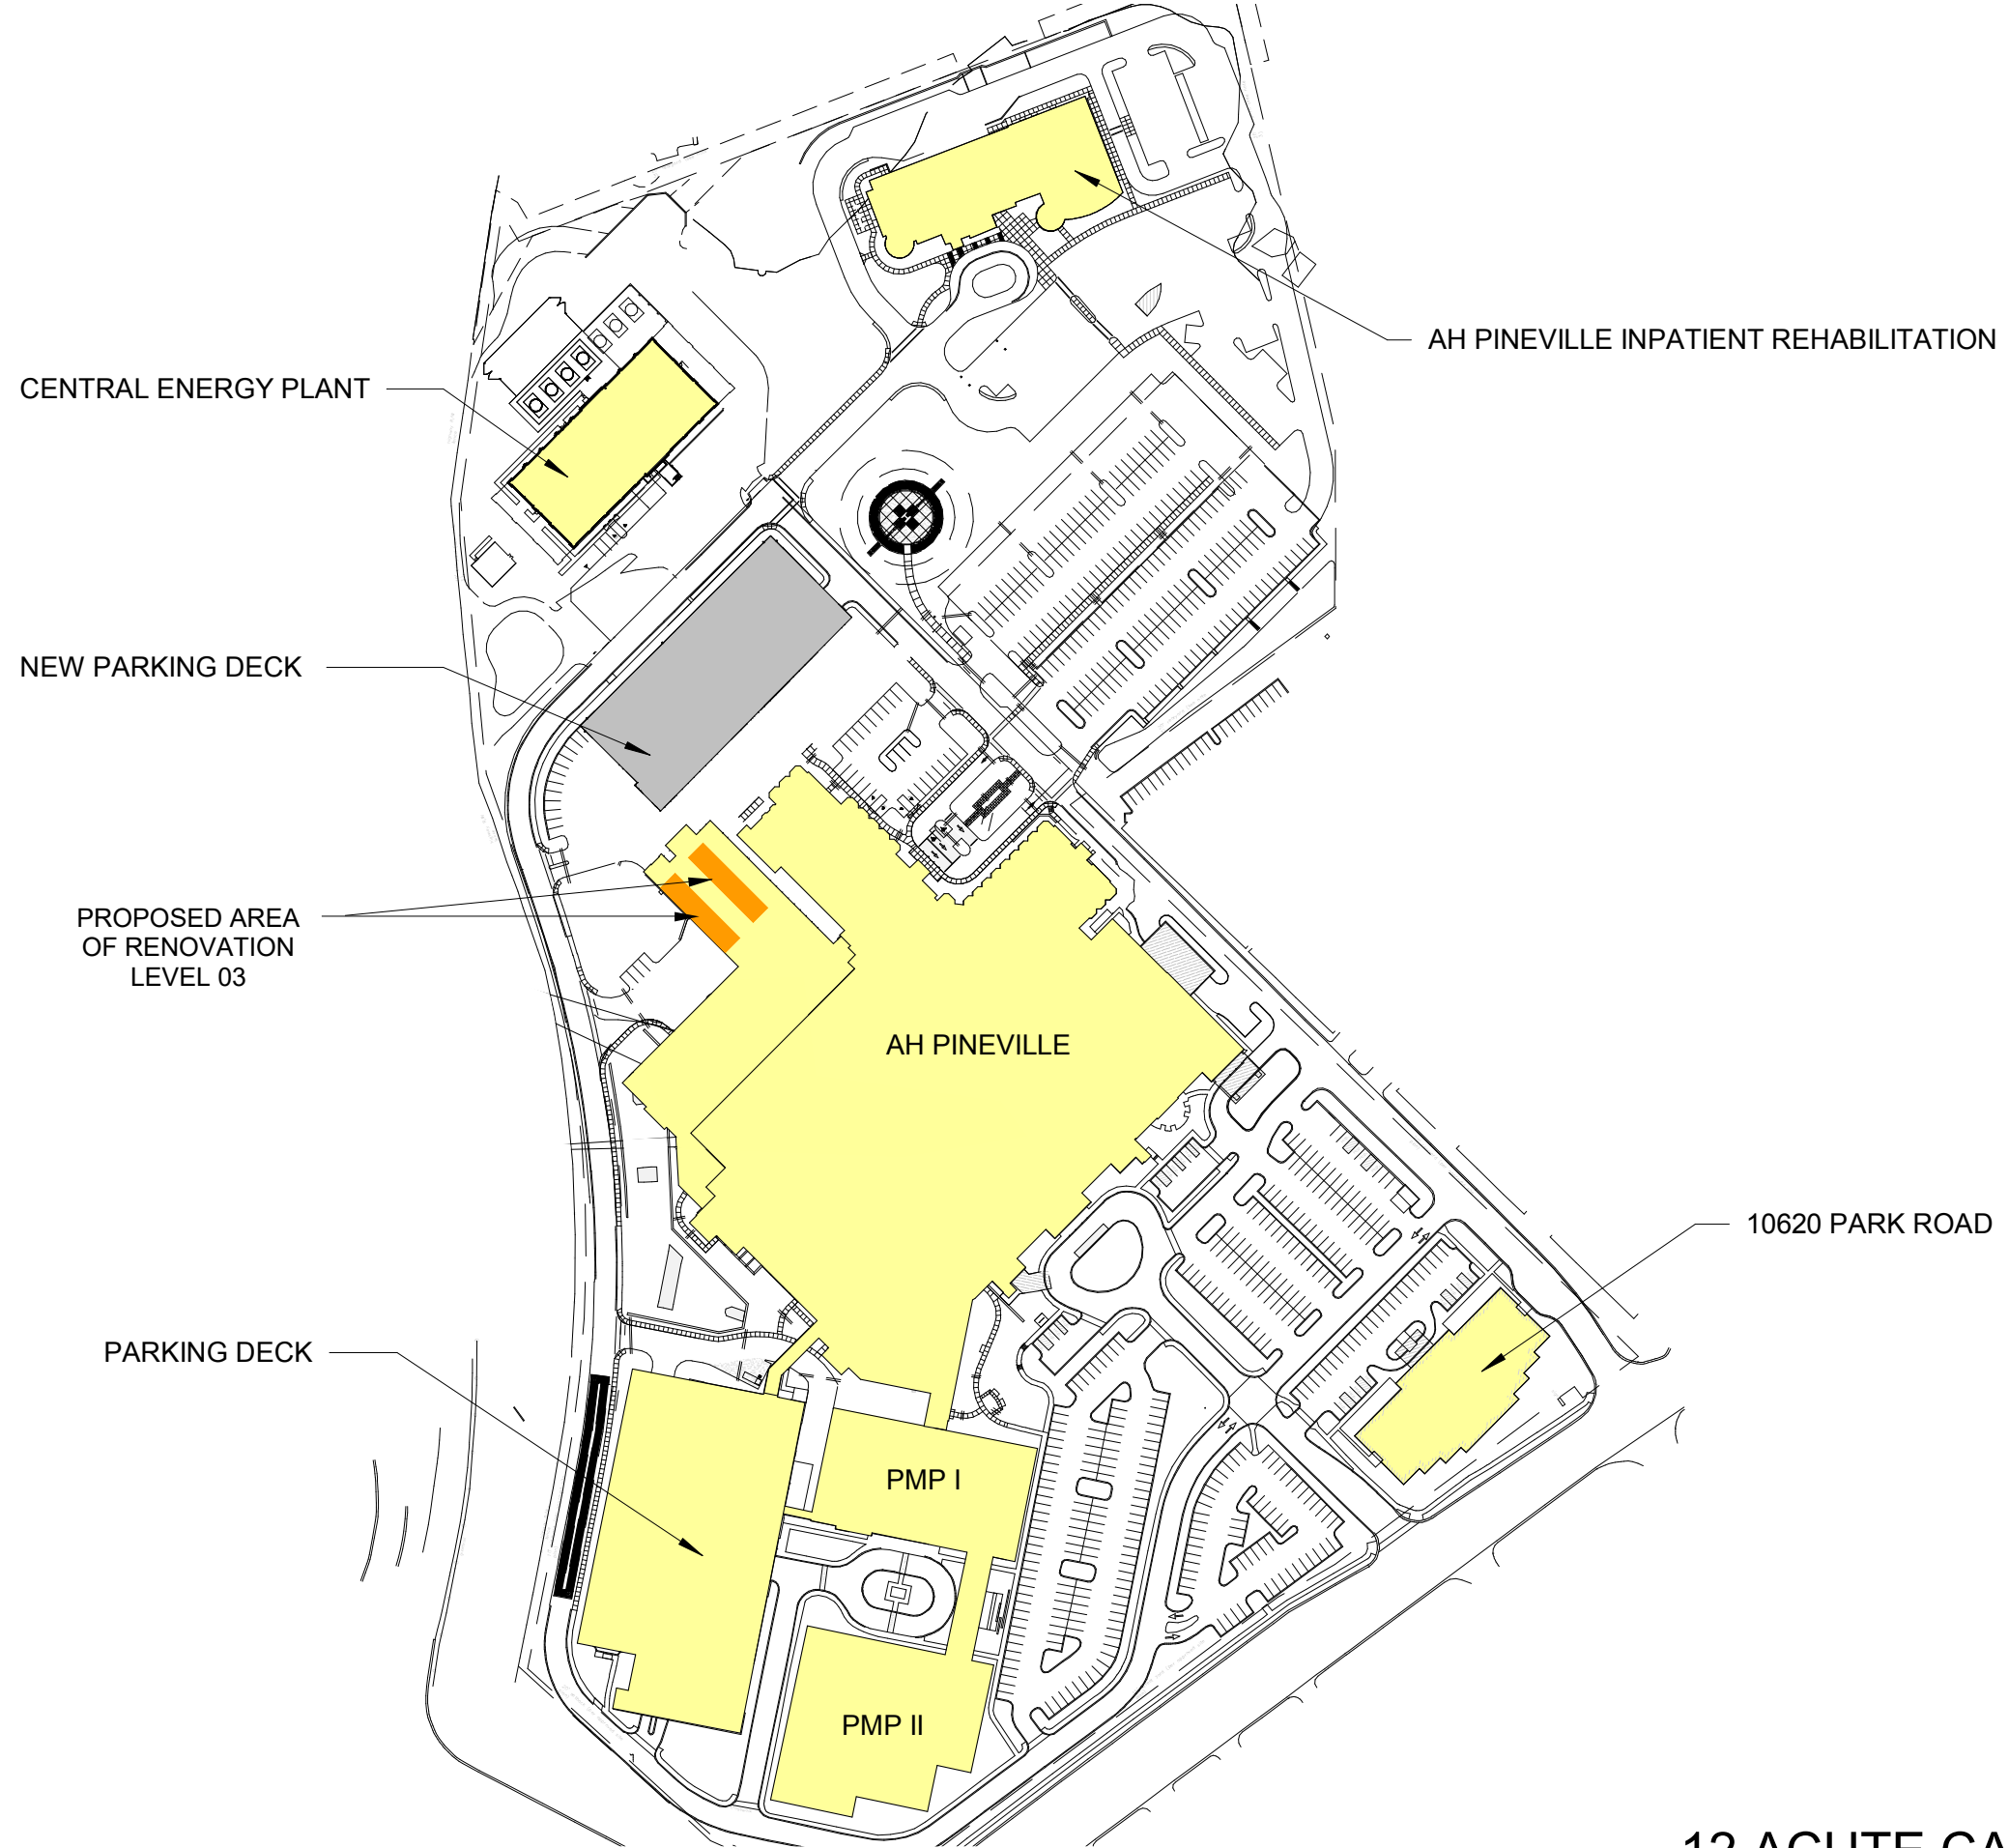 AH PINEVILLE INPATIENT REHABILITATION
CENTRAL ENERGY PLANT
NEW PARKING DECK
PROPOSED AREA
OF RENOVATION
LEVEL 03
AH PINEVILLE
10620 PARK ROAD
PARKING DECK
PMP I
PMP II